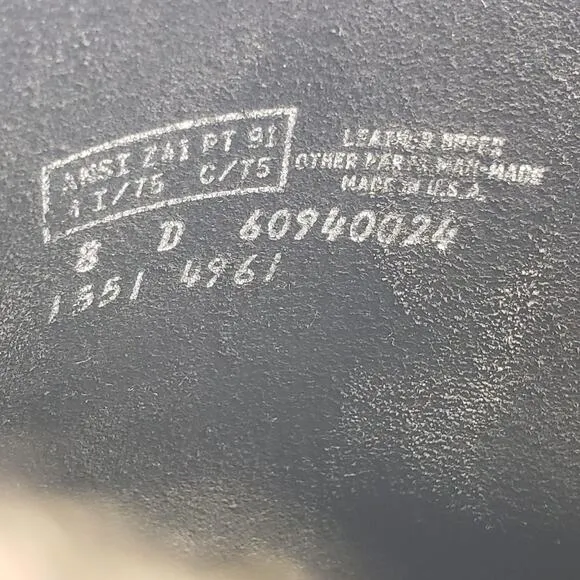 ANSI Z41 PT 91
I/75 C/75
LEATHER UPPER
OTHER PARTS MAN-MADE
MADE IN U.S.A.
8 D 60940024
1551 4961